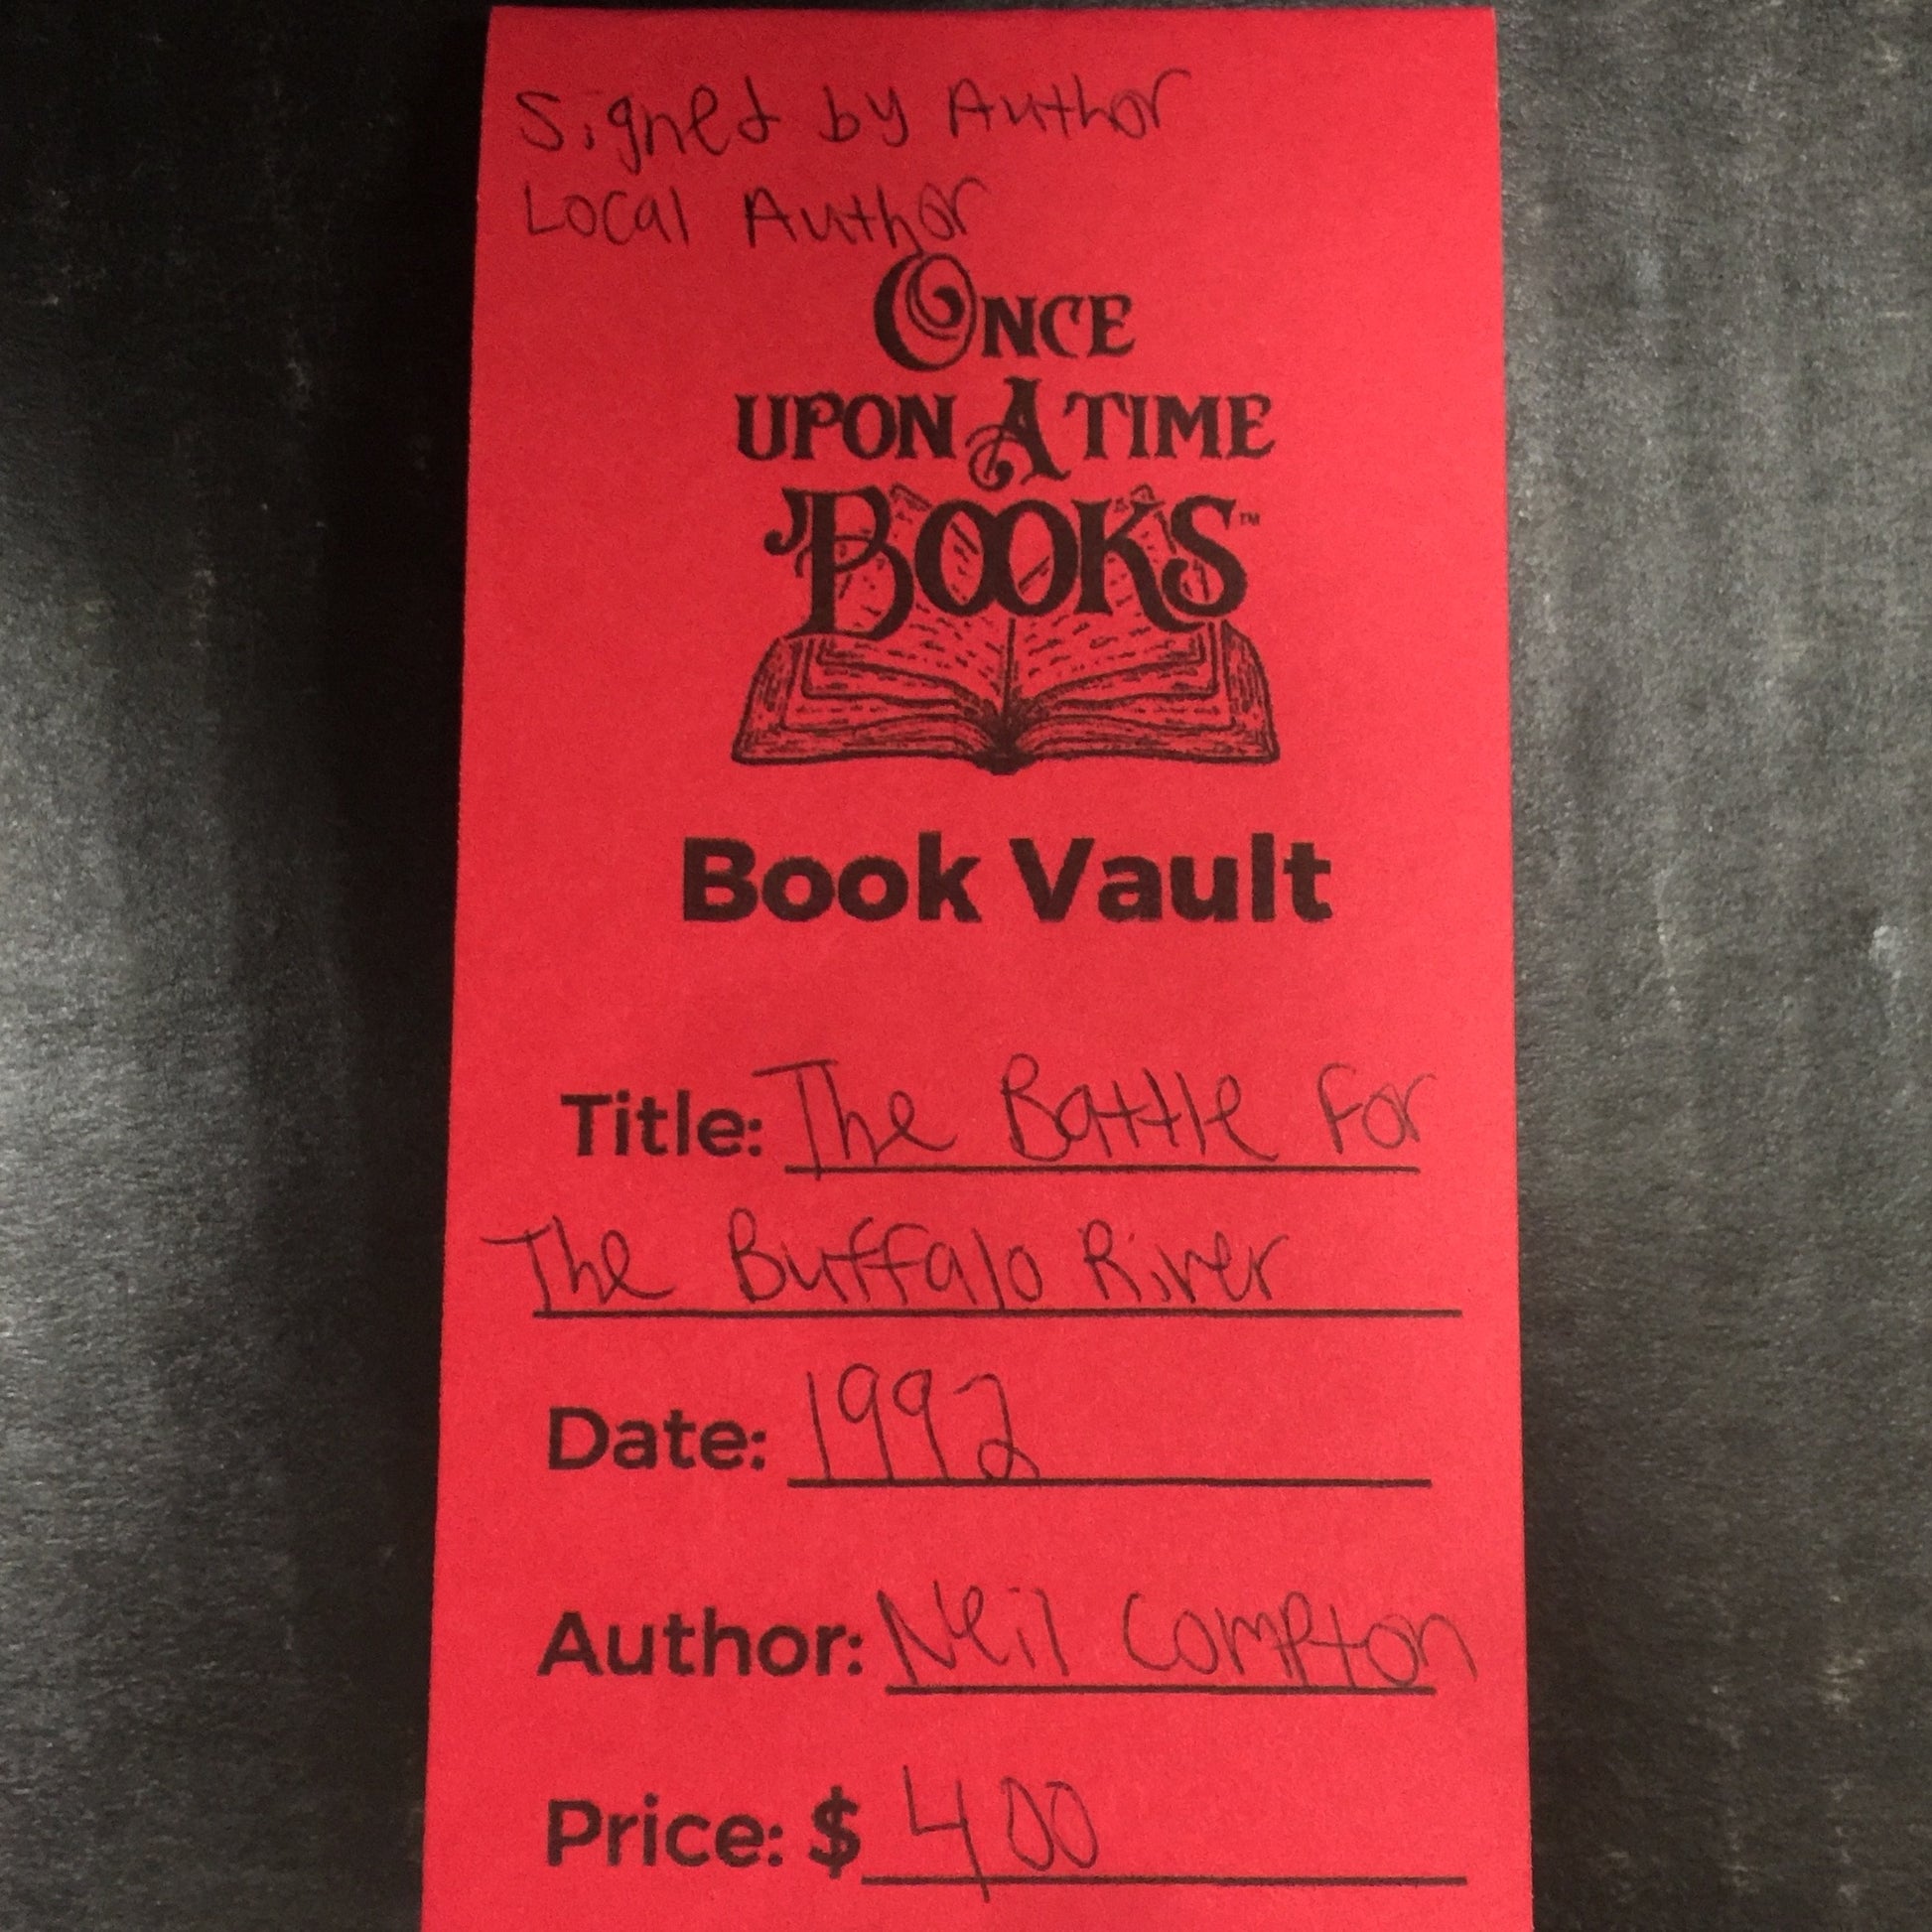 Signed by Author
Local Author
ONCE
UPON A TIME
BOOKS™
Book Vault
Title: The Battle For
The Buffalo River
Date: 1992
Author: Neil Compton
Price: $ 400